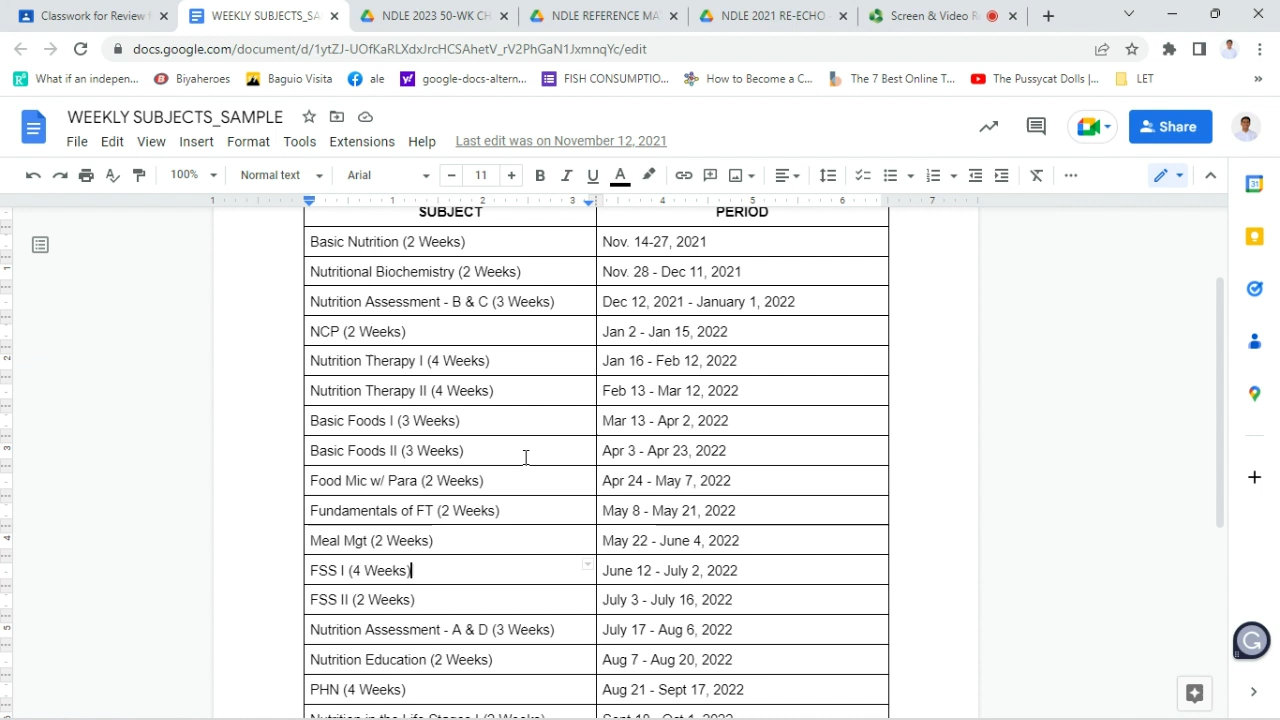 Classroom for Review f
WEEKLY SUBJECTS_SA
NDLE 2023 50-WK CH
NDLE REFERENCE MA
NDLE 2021 RE-ECHO -
Screen & Video R
docs.google.com/document/d/1ytZJ-UOfKaRLXdxJrcHCSAhetV_rV2PhGaN1JxmnqYc/edit
What if an indepen...
Biyaheroes
Baguio Visita
ale
google-docs-altern...
FISH CONSUMPTIO...
How to Become a C...
The 7 Best Online T...
The Pussycat Dolls |...
LET
WEEKLY SUBJECTS_SAMPLE
Share
File Edit View Insert Format Tools Extensions Help Last edit was on November 12, 2021
100% Normal text Arial 11
1 1 2 3 4 5 6 7
SUBJECT PERIOD
Basic Nutrition (2 Weeks) Nov. 14-27, 2021
Nutritional Biochemistry (2 Weeks) Nov. 28 - Dec 11, 2021
Nutrition Assessment - B & C (3 Weeks) Dec 12, 2021 - January 1, 2022
NCP (2 Weeks) Jan 2 - Jan 15, 2022
Nutrition Therapy I (4 Weeks) Jan 16 - Feb 12, 2022
Nutrition Therapy II (4 Weeks) Feb 13 - Mar 12, 2022
Basic Foods I (3 Weeks) Mar 13 - Apr 2, 2022
Basic Foods II (3 Weeks) Apr 3 - Apr 23, 2022
Food Mic w/ Para (2 Weeks) Apr 24 - May 7, 2022
Fundamentals of FT (2 Weeks) May 8 - May 21, 2022
Meal Mgt (2 Weeks) May 22 - June 4, 2022
FSS I (4 Weeks) June 12 - July 2, 2022
FSS II (2 Weeks) July 3 - July 16, 2022
Nutrition Assessment - A & D (3 Weeks) July 17 - Aug 6, 2022
Nutrition Education (2 Weeks) Aug 7 - Aug 20, 2022
PHN (4 Weeks) Aug 21 - Sept 17, 2022